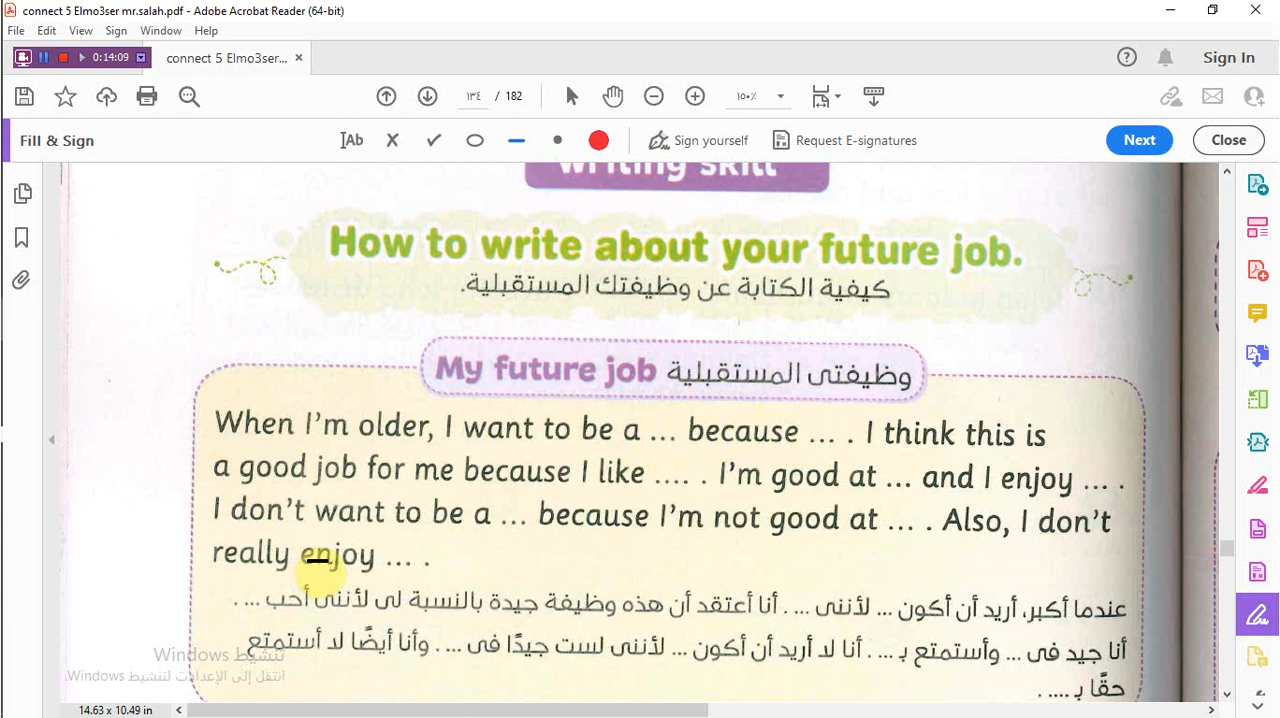 connect 5 Elmo3ser mr.salah.pdf - Adobe Acrobat Reader (64-bit)
File Edit View Sign Window Help
0:14:09
connect 5 Elmo3ser... ×
Sign In
١٣٤ / 182
١٥٠٪
Fill & Sign
Ab
Sign yourself
Request E-signatures
Next
Close
writing skill
How to write about your future job.
كيفية الكتابة عن وظيفتك المستقبلية.
My future job وظيفتى المستقبلية
When I'm older, I want to be a ... because ... . I think this is
a good job for me because I like .... . I'm good at ... and I enjoy ... .
I don't want to be a ... because I'm not good at ... . Also, I don't
really enjoy ... .
عندما أكبر، أريد أن أكون ... لأننى ... . أنا أعتقد أن هذه وظيفة جيدة بالنسبة لى لأننى أحب ... .
أنا جيد فى ... وأستمتع بـ ... . أنا لا أريد أن أكون ... لأننى لست جيدًا فى ... . وأنا أيضًا لا أستمتع
حقًا بـ .... .
تنشيط Windows
انتقل إلى الإعدادات لتنشيط Windows.
14.63 x 10.49 in